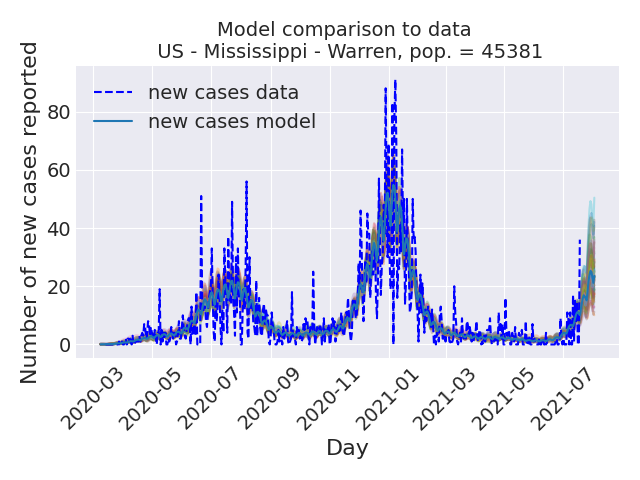 Model comparison to data
US - Mississippi - Warren, pop. = 45381
new cases data
new cases model
Number of new cases reported
80
60
40
20
0
2020-03
2020-05
2020-07
2020-09
2020-11
2021-01
2021-03
2021-05
2021-07
Day